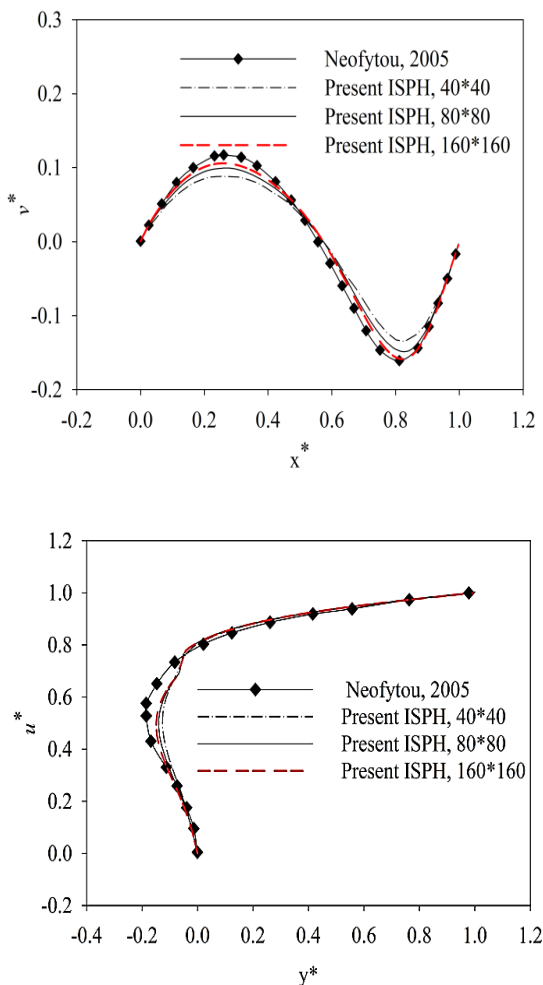 0.3
Neofytou, 2005
Present ISPH, 40*40
0.2
Present ISPH, 80*80
Present ISPH, 160*160
0.1
v*
0.0
-0.1
-0.2
-0.2 0.0 0.2 0.4 0.6 0.8 1.0 1.2
x*
1.2
1.0
0.8
Neofytou, 2005
0.6
Present ISPH, 40*40
u*
0.4
Present ISPH, 80*80
Present ISPH, 160*160
0.2
0.0
-0.2
-0.4 -0.2 0.0 0.2 0.4 0.6 0.8 1.0 1.2
y*